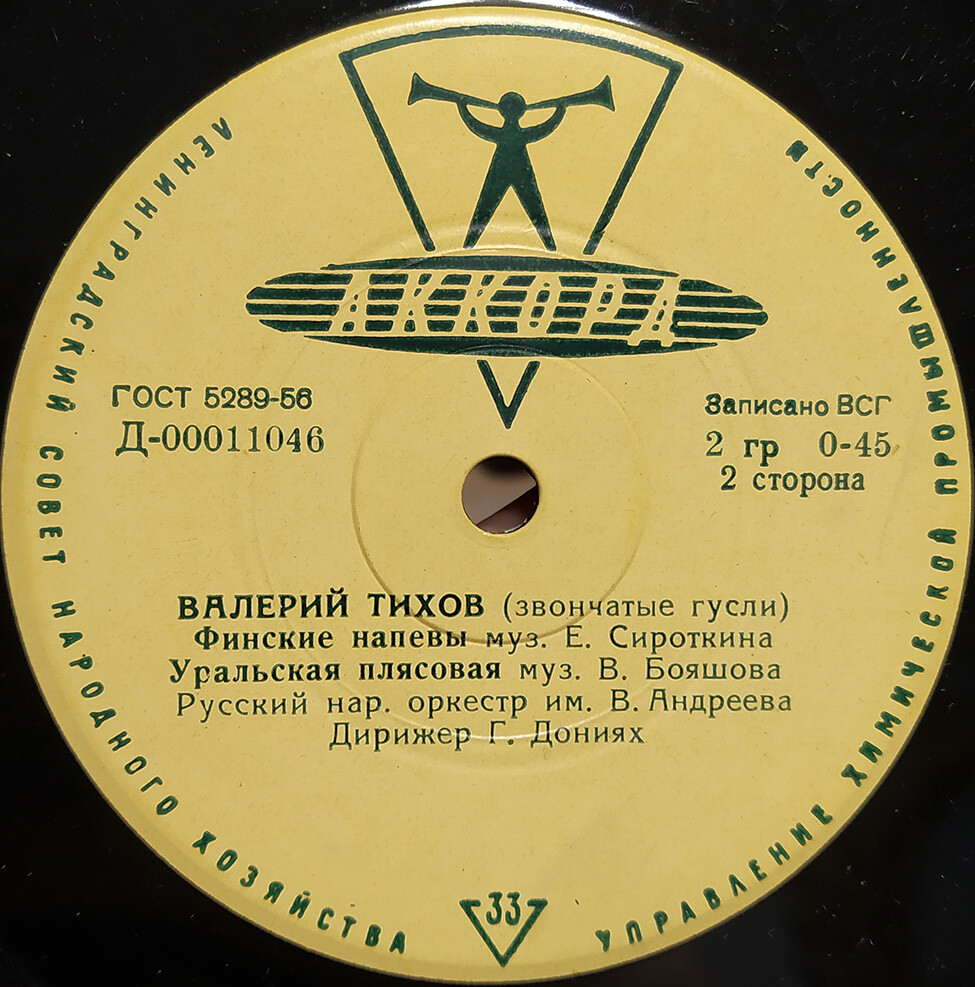 ЛЕНИНГРАДСКИЙ СОВЕТ НАРОДНОГО ХОЗЯЙСТВА
УПРАВЛЕНИЕ ХИМИЧЕСКОЙ ПРОМЫШЛЕННОСТИ
АККОРД
ГОСТ 5289-56
Д-00011046
Записано ВСГ
2 гр 0-45
2 сторона
ВАЛЕРИЙ ТИХОВ (звончатые гусли)
Финские напевы муз. Е. Сироткина
Уральская плясовая муз. В. Бояшова
Русский нар. оркестр им. В. Андреева
Дирижер Г. Дониях
33